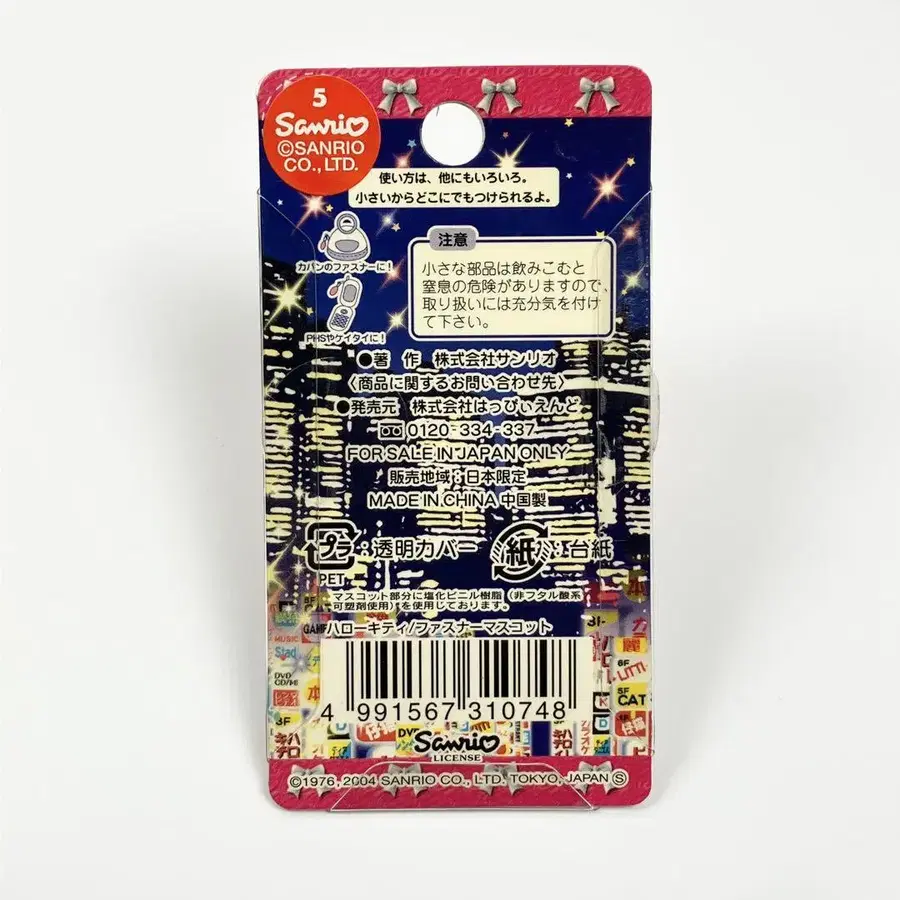 5
Sanrio
©SANRIO
CO., LTD.
使い方は、他にもいろいろ。
小さいからどこにでもつけられるよ。
カバンのファスナーに!
PHSやケイタイに!
注意
小さな部品は飲みこむと
窒息の危険がありますので、
取り扱いには充分気を付け
て下さい。
●著 作 株式会社サンリオ
〈商品に関するお問い合わせ先〉
●発売元 株式会社はっぴぃえんど
0120-334-337
FOR SALE IN JAPAN ONLY
販売地域:日本限定
MADE IN CHINA 中国製
プラ:透明カバー
PET
紙:台紙
マスコット部分に塩化ビニル樹脂(非フタル酸系
可塑剤使用)を使用しております。
ハローキティ/ファスナーマスコット
MUSIC
Stad
DVD
本
3F
カ
麗
6F
5F
CAT
4 991567 310748
Sanrio
LICENSE
©1976, 2004 SANRIO CO., LTD. TOKYO, JAPAN Ⓢ